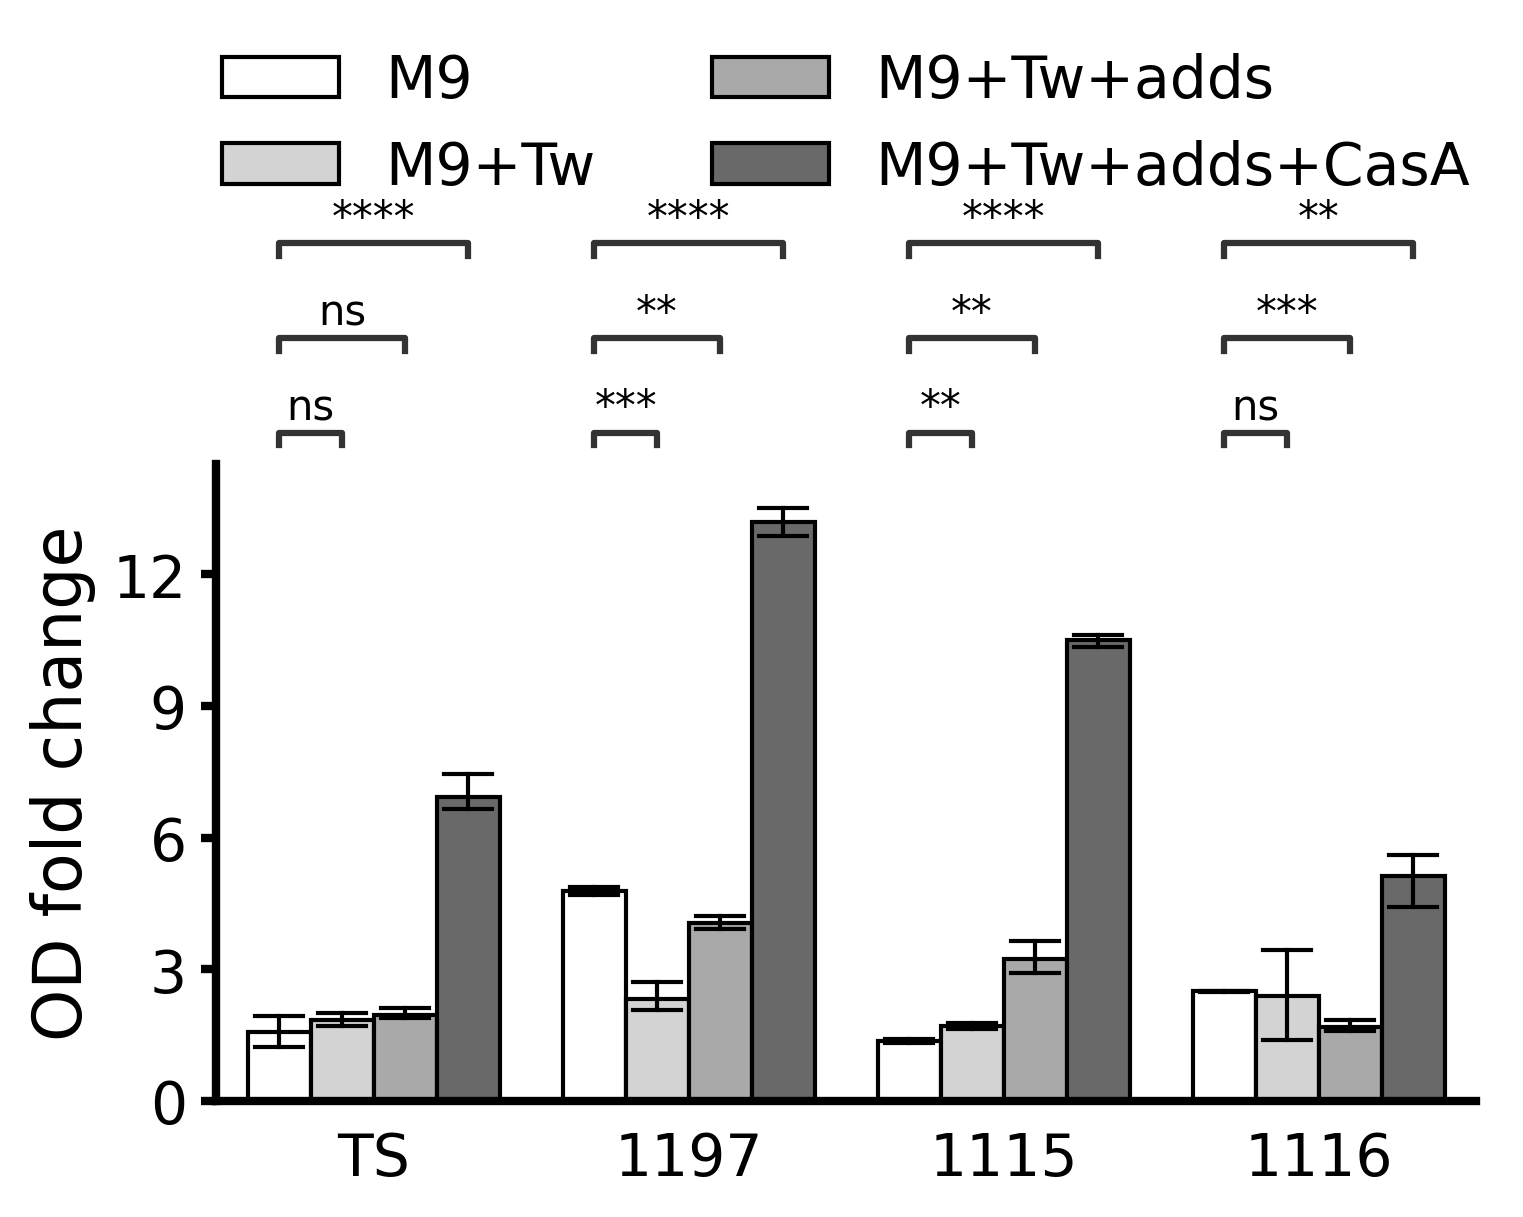 M9 M9+Tw+adds
M9+Tw M9+Tw+adds+CasA
**** **** **** **
ns ** ** ***
ns *** ** ns
OD fold change
12
9
6
3
0
TS 1197 1115 1116